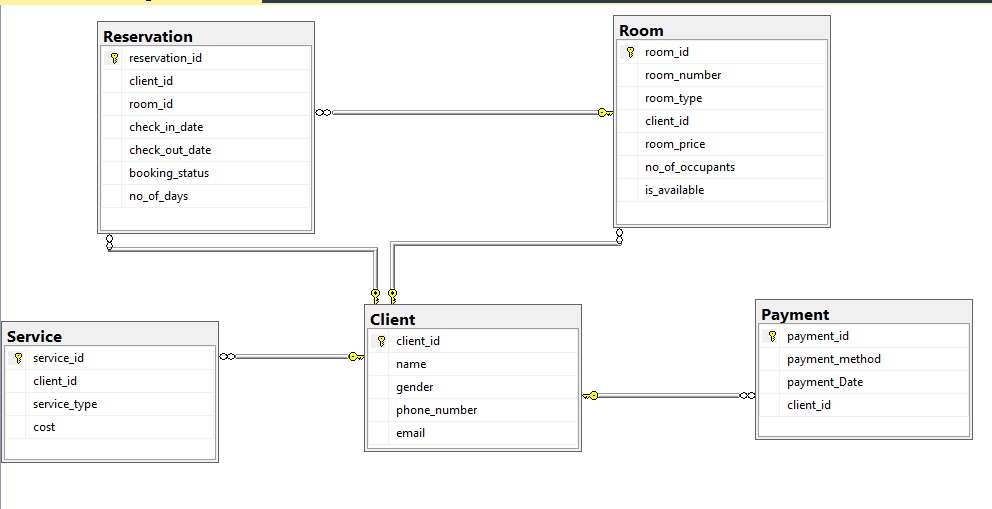 Reservation
reservation_id
client_id
room_id
check_in_date
check_out_date
booking_status
no_of_days
Room
room_id
room_number
room_type
client_id
room_price
no_of_occupants
is_available
Service
service_id
client_id
service_type
cost
Client
client_id
name
gender
phone_number
email
Payment
payment_id
payment_method
payment_Date
client_id